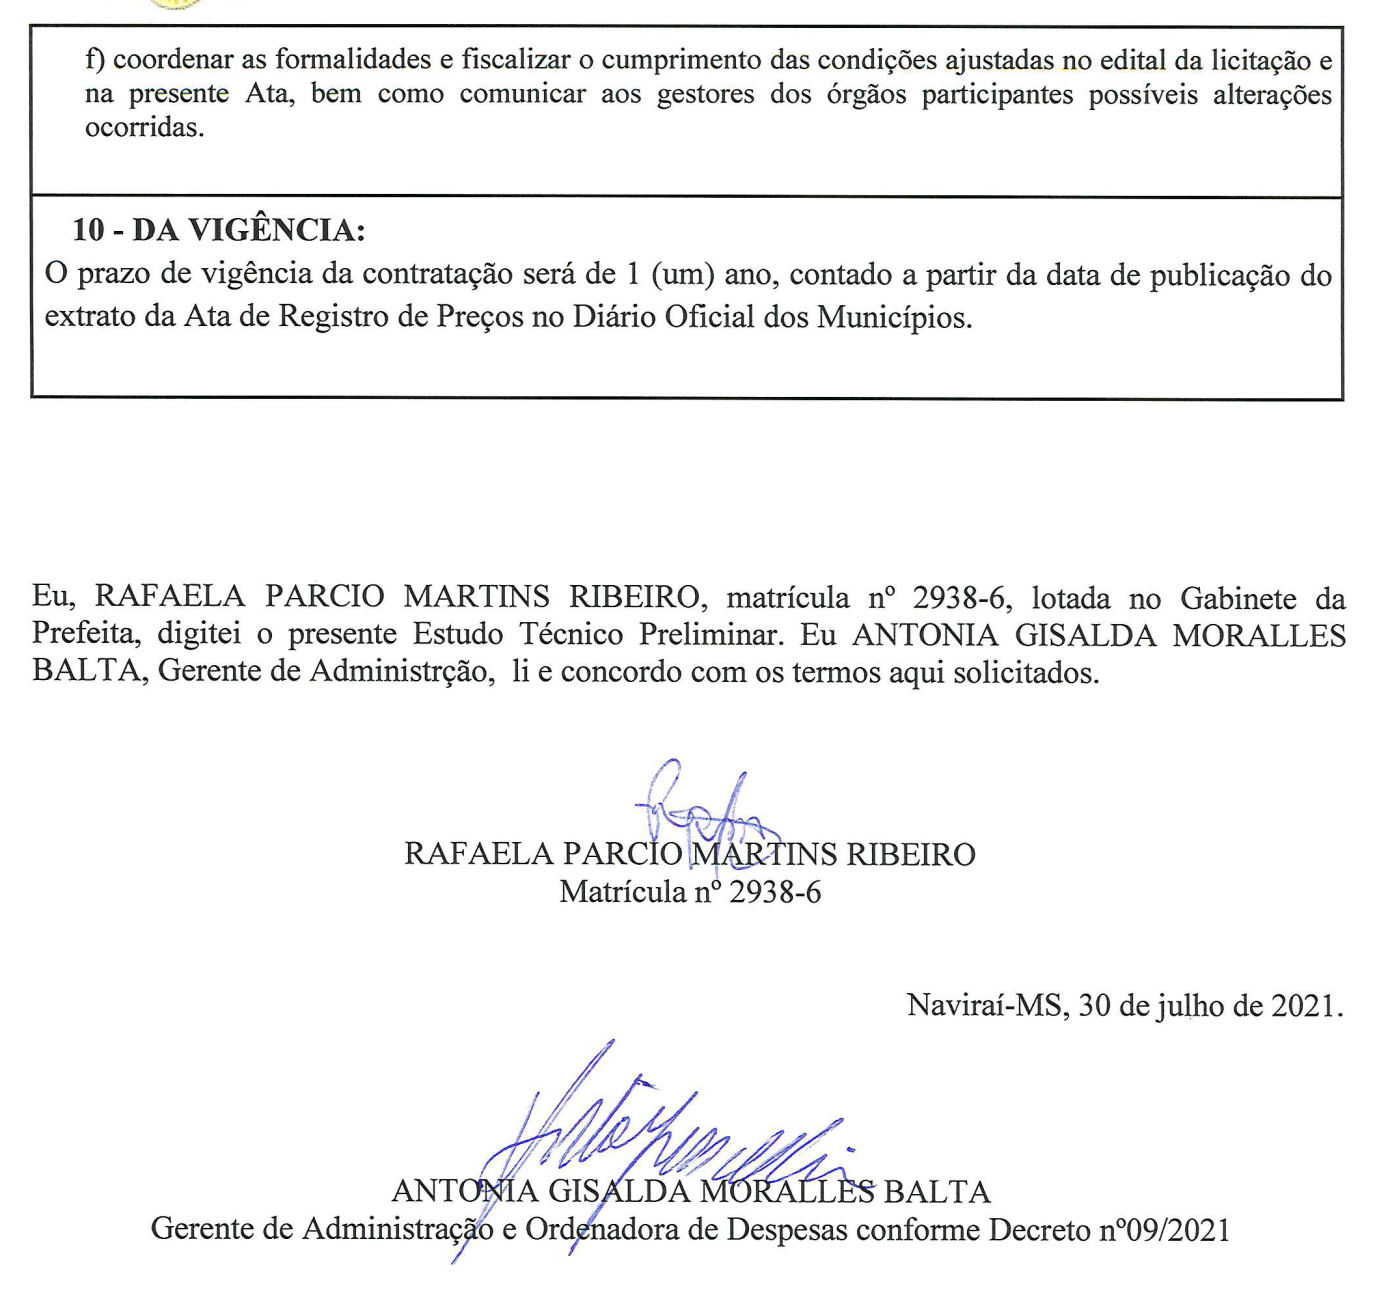 f) coordenar as formalidades e fiscalizar o cumprimento das condições ajustadas no edital da licitação e
na presente Ata, bem como comunicar aos gestores dos órgãos participantes possíveis alterações
ocorridas.
10 - DA VIGÊNCIA:
O prazo de vigência da contratação será de 1 (um) ano, contado a partir da data de publicação do
extrato da Ata de Registro de Preços no Diário Oficial dos Municípios.
Eu, RAFAELA PARCIO MARTINS RIBEIRO, matrícula nº 2938-6, lotada no Gabinete da
Prefeita, digitei o presente Estudo Técnico Preliminar. Eu ANTONIA GISALDA MORALLES
BALTA, Gerente de Administrção, li e concordo com os termos aqui solicitados.
RAFAELA PARCIO MARTINS RIBEIRO
Matrícula nº 2938-6
Naviraí-MS, 30 de julho de 2021.
ANTONIA GISALDA MORALLES BALTA
Gerente de Administração e Ordenadora de Despesas conforme Decreto nº09/2021